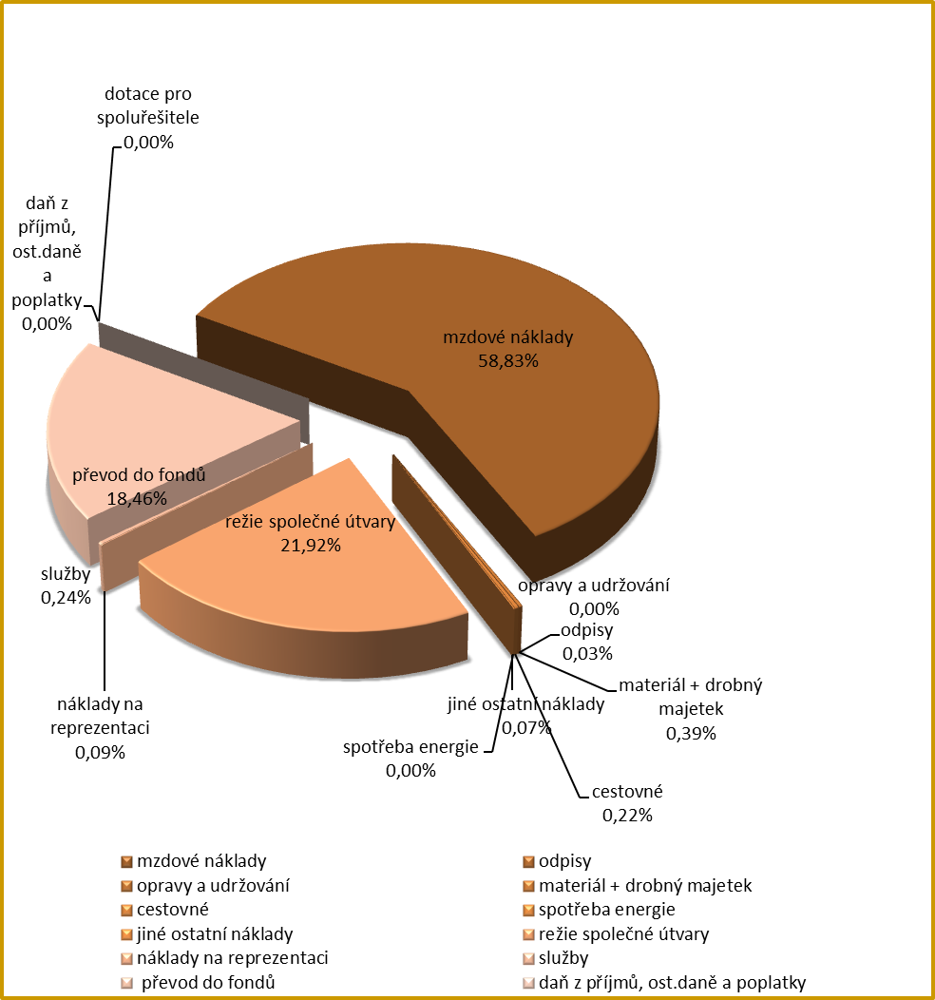 dotace pro
spoluřešitele
0,00%
daň z
příjmů,
ost.daně
a
poplatky
0,00%
mzdové náklady
58,83%
převod do fondů
18,46%
režie společné útvary
21,92%
služby
0,24%
opravy a udržování
0,00%
odpisy
0,03%
materiál + drobný
majetek
0,39%
jiné ostatní náklady
0,07%
náklady na
reprezentaci
0,09%
spotřeba energie
0,00%
cestovné
0,22%
mzdové náklady
odpisy
opravy a udržování
materiál + drobný majetek
cestovné
spotřeba energie
jiné ostatní náklady
režie společné útvary
náklady na reprezentaci
služby
převod do fondů
daň z příjmů, ost.daně a poplatky